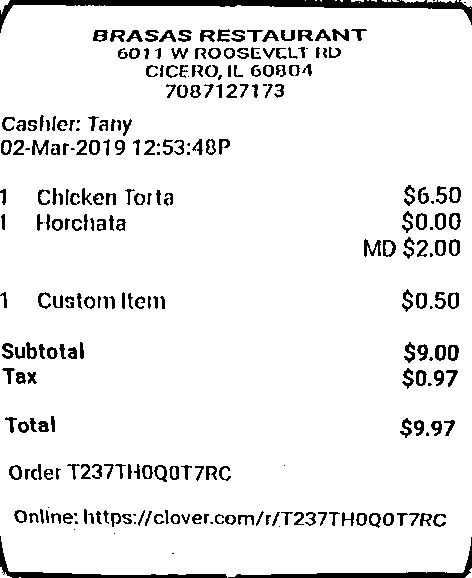 BRASAS RESTAURANT
6011 W ROOSEVELT RD
CICERO, IL 60804
7087127173
Cashier: Tany
02-Mar-2019 12:53:48P
1 Chicken Torta $6.50
1 Horchata $0.00
MD $2.00
1 Custom Item $0.50
Subtotal $9.00
Tax $0.97
Total $9.97
Order T237TH0Q0T7RC
Online: https://clover.com/r/T237TH0Q0T7RC